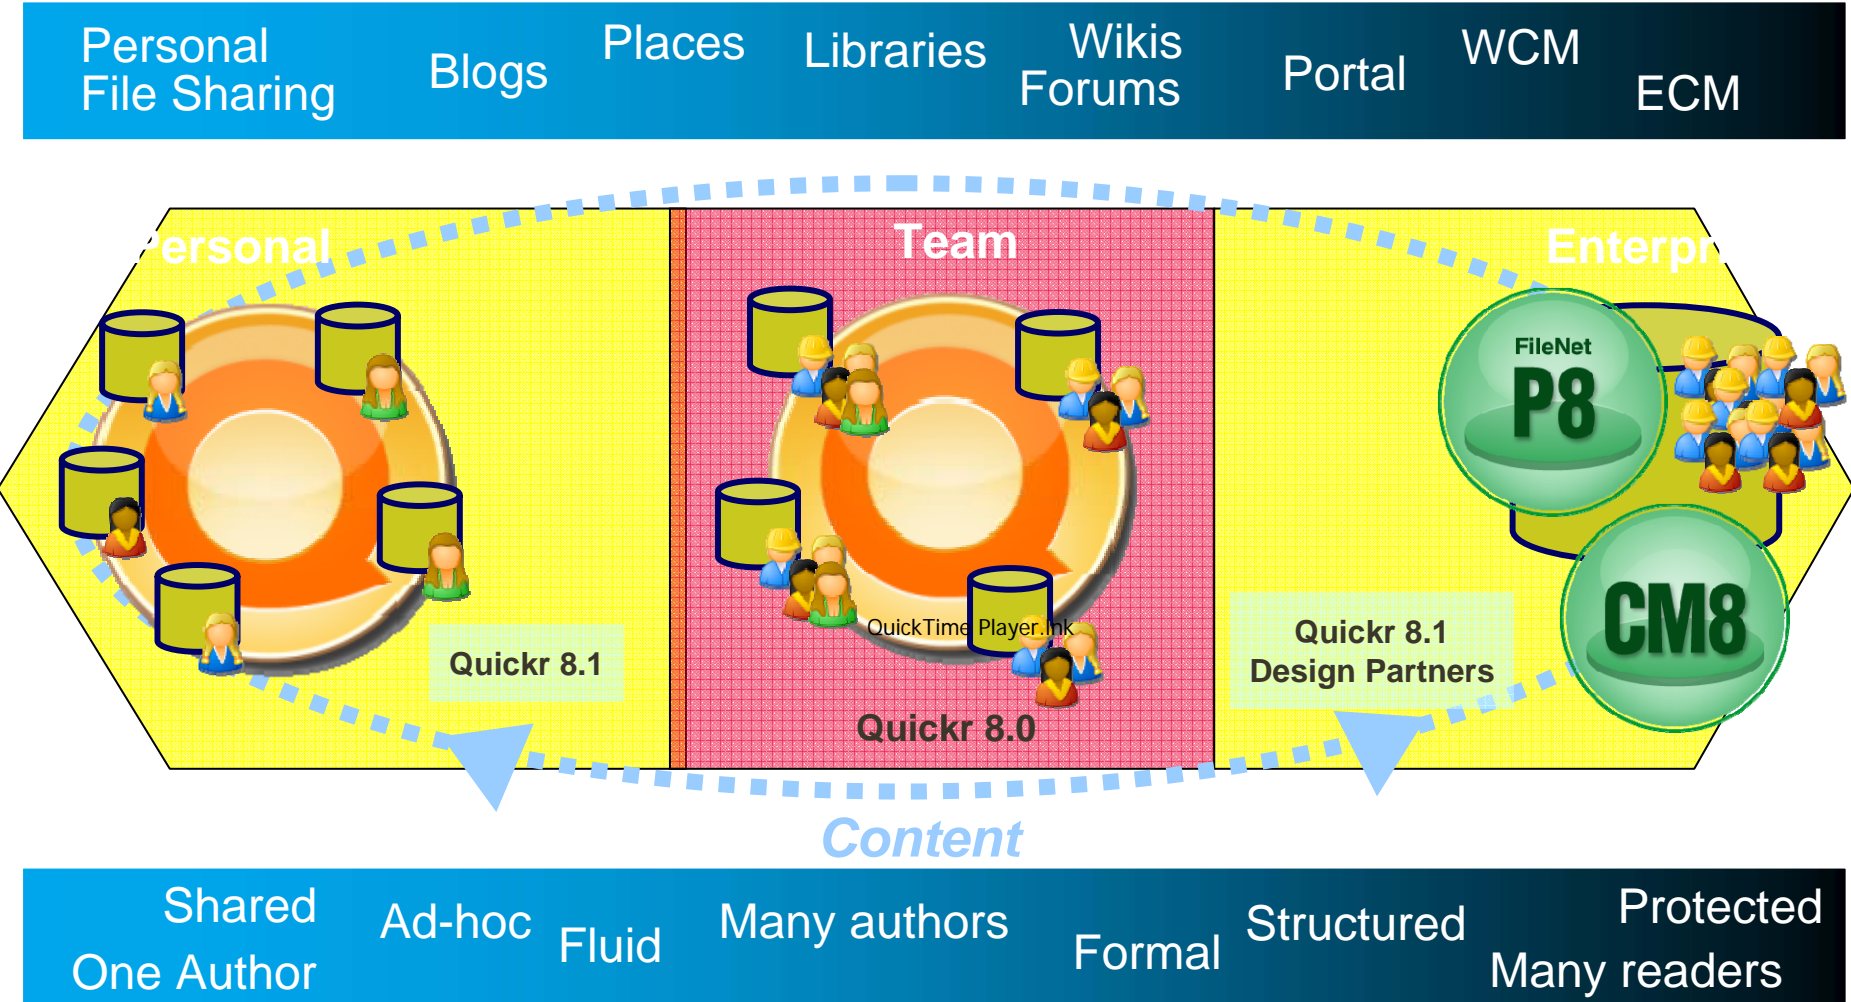 Personal
File Sharing
Blogs
Places
Libraries
Wikis
Forums
Portal
WCM
ECM
Personal
Team
Enterpri
FileNet
P8
CM8
QuickTime Player.lnk
Quickr 8.1
Quickr 8.0
Quickr 8.1
Design Partners
Content
Shared
One Author
Ad-hoc
Fluid
Many authors
Formal
Structured
Protected
Many readers